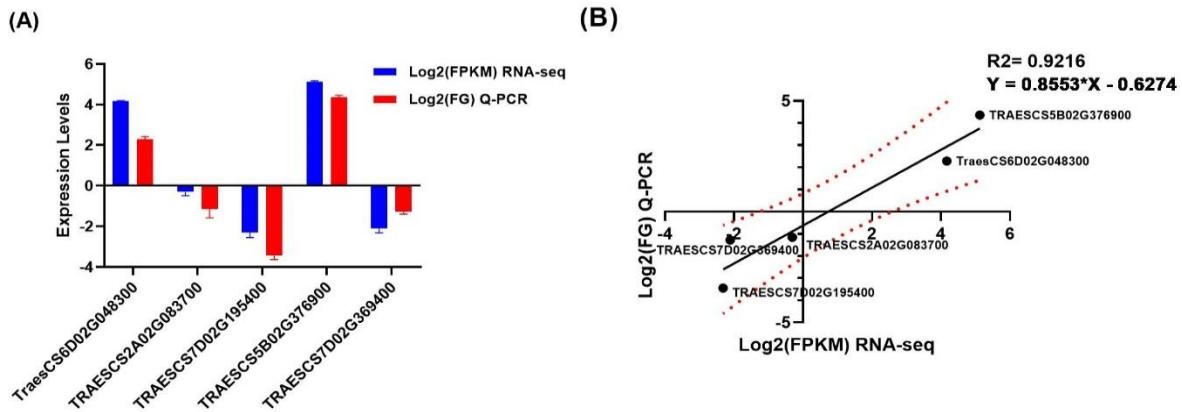 (A)
Log2(FPKM) RNA-seq
Log2(FG) Q-PCR
Expression Levels
6
4
2
0
-2
-4
TraesCS6D02G048300
TRAESCS2A02G083700
TRAESCS7D02G195400
TRAESCS5B02G376900
TRAESCS7D02G369400
(B)
R2= 0.9216
Y = 0.8553*X - 0.6274
5
TRAESCS5B02G376900
TraesCS6D02G048300
-4
-2
2
4
6
TRAESCS7D02G369400
TRAESCS2A02G083700
TRAESCS7D02G195400
-5
Log2(FG) Q-PCR
Log2(FPKM) RNA-seq